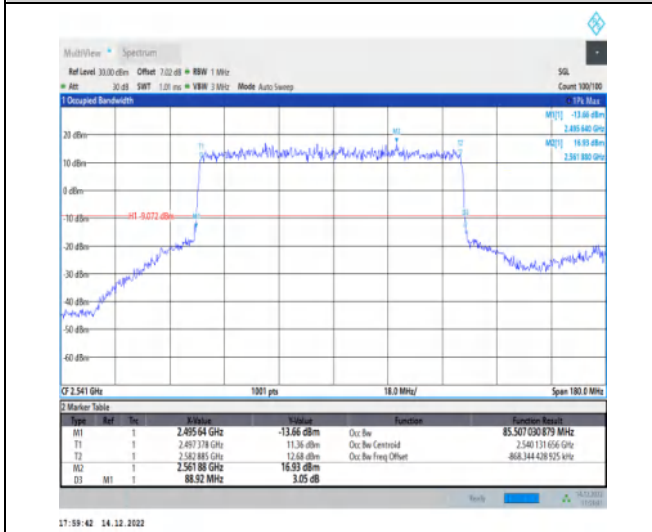 MultiView Spectrum
Ref Level 30.00 dBm Offset 7.02 dB RBW 1 MHz SGL
Att 30 dB SWT 1.01 ms VBW 3 MHz Mode Auto Sweep Count 100/100
1 Occupied Bandwidth 1Pk Max
M1[1] -13.66 dBm
2.495 640 GHz
M2[1] 16.93 dBm
2.561 880 GHz
20 dBm
T1 M2 T2
10 dBm
0 dBm
-10 dBm H1 -9.072 dBm M1 D3
-20 dBm
-30 dBm
-40 dBm
-50 dBm
-60 dBm
CF 2.541 GHz 1001 pts 18.0 MHz/ Span 180.0 MHz
2 Marker Table
Type Ref Trc X-Value Y-Value Function Function Result
M1 1 2.495 64 GHz -13.66 dBm Occ Bw 85.507 030 879 MHz
T1 1 2.497 378 GHz 11.36 dBm Occ Bw Centroid 2.540 131 656 GHz
T2 1 2.582 885 GHz 12.68 dBm Occ Bw Freq Offset -868.344 428 925 kHz
M2 1 2.561 88 GHz 16.93 dBm
D3 M1 1 88.92 MHz 3.05 dB
Ready 14.12.2022
17:59:42 14.12.2022